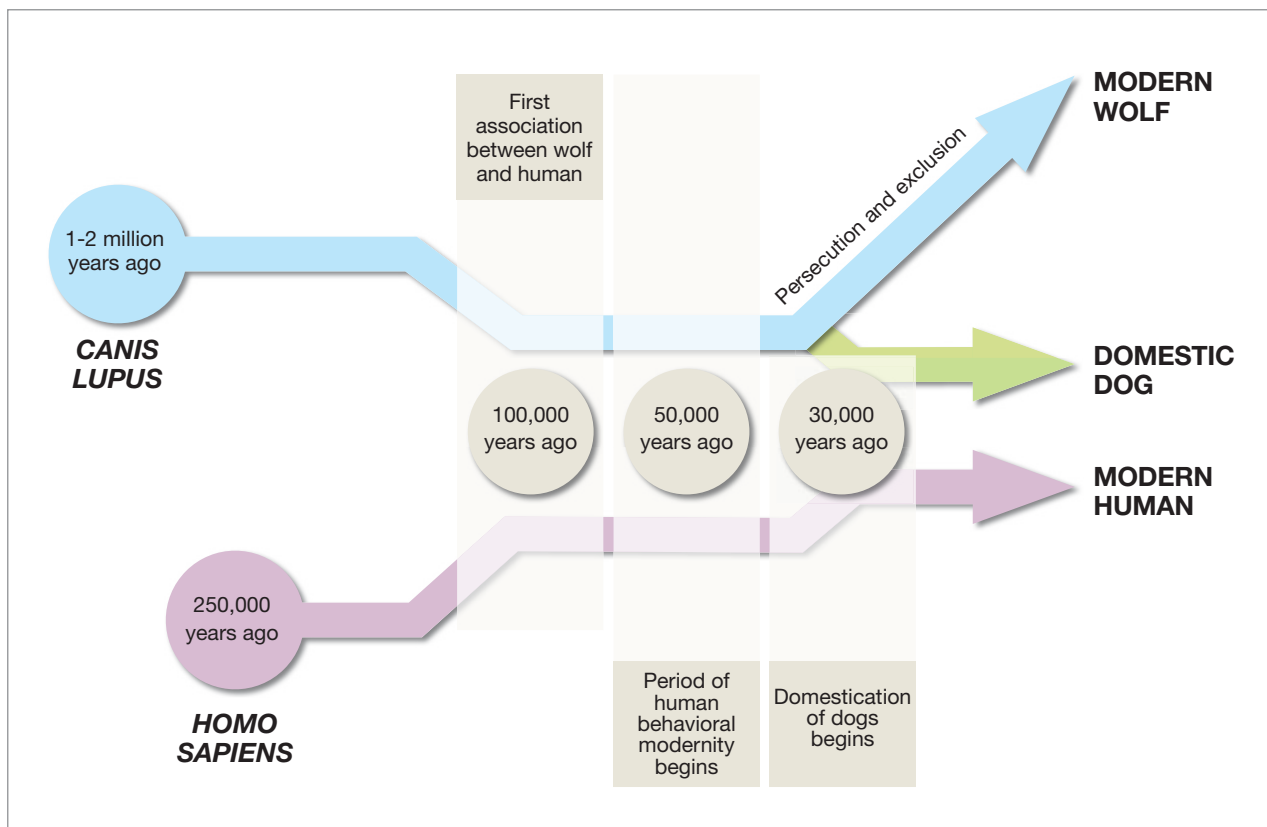 First
association
between wolf
and human
MODERN
WOLF
Persecution and exclusion
1-2 million
years ago
CANIS
LUPUS
DOMESTIC
DOG
100,000
years ago
50,000
years ago
30,000
years ago
MODERN
HUMAN
250,000
years ago
HOMO
SAPIENS
Period of
human
behavioral
modernity
begins
Domestication
of dogs
begins